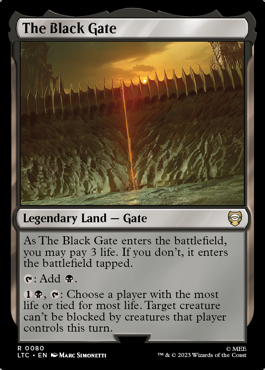 The Black Gate
Legendary Land — Gate
As The Black Gate enters the battlefield,
you may pay 3 life. If you don't, it enters
the battlefield tapped.
: Add .
1 , : Choose a player with the most
life or tied for most life. Target creature
can't be blocked by creatures that player
controls this turn.
R 0080 © MEE
LTC • EN Marc Simonetti ™ & © 2023 Wizards of the Coast